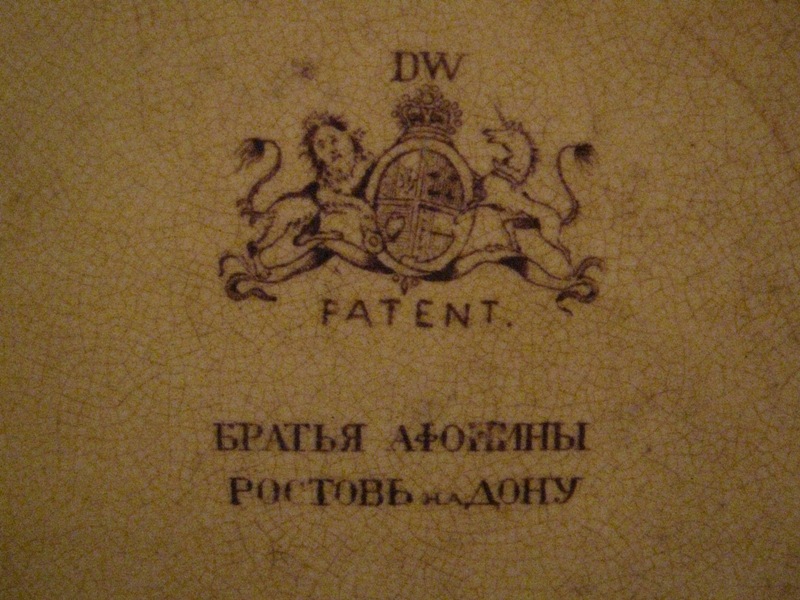 DW
PATENT.
БРАТЬЯ АФОНИНЫ
РОСТОВЪ НА ДОНУ